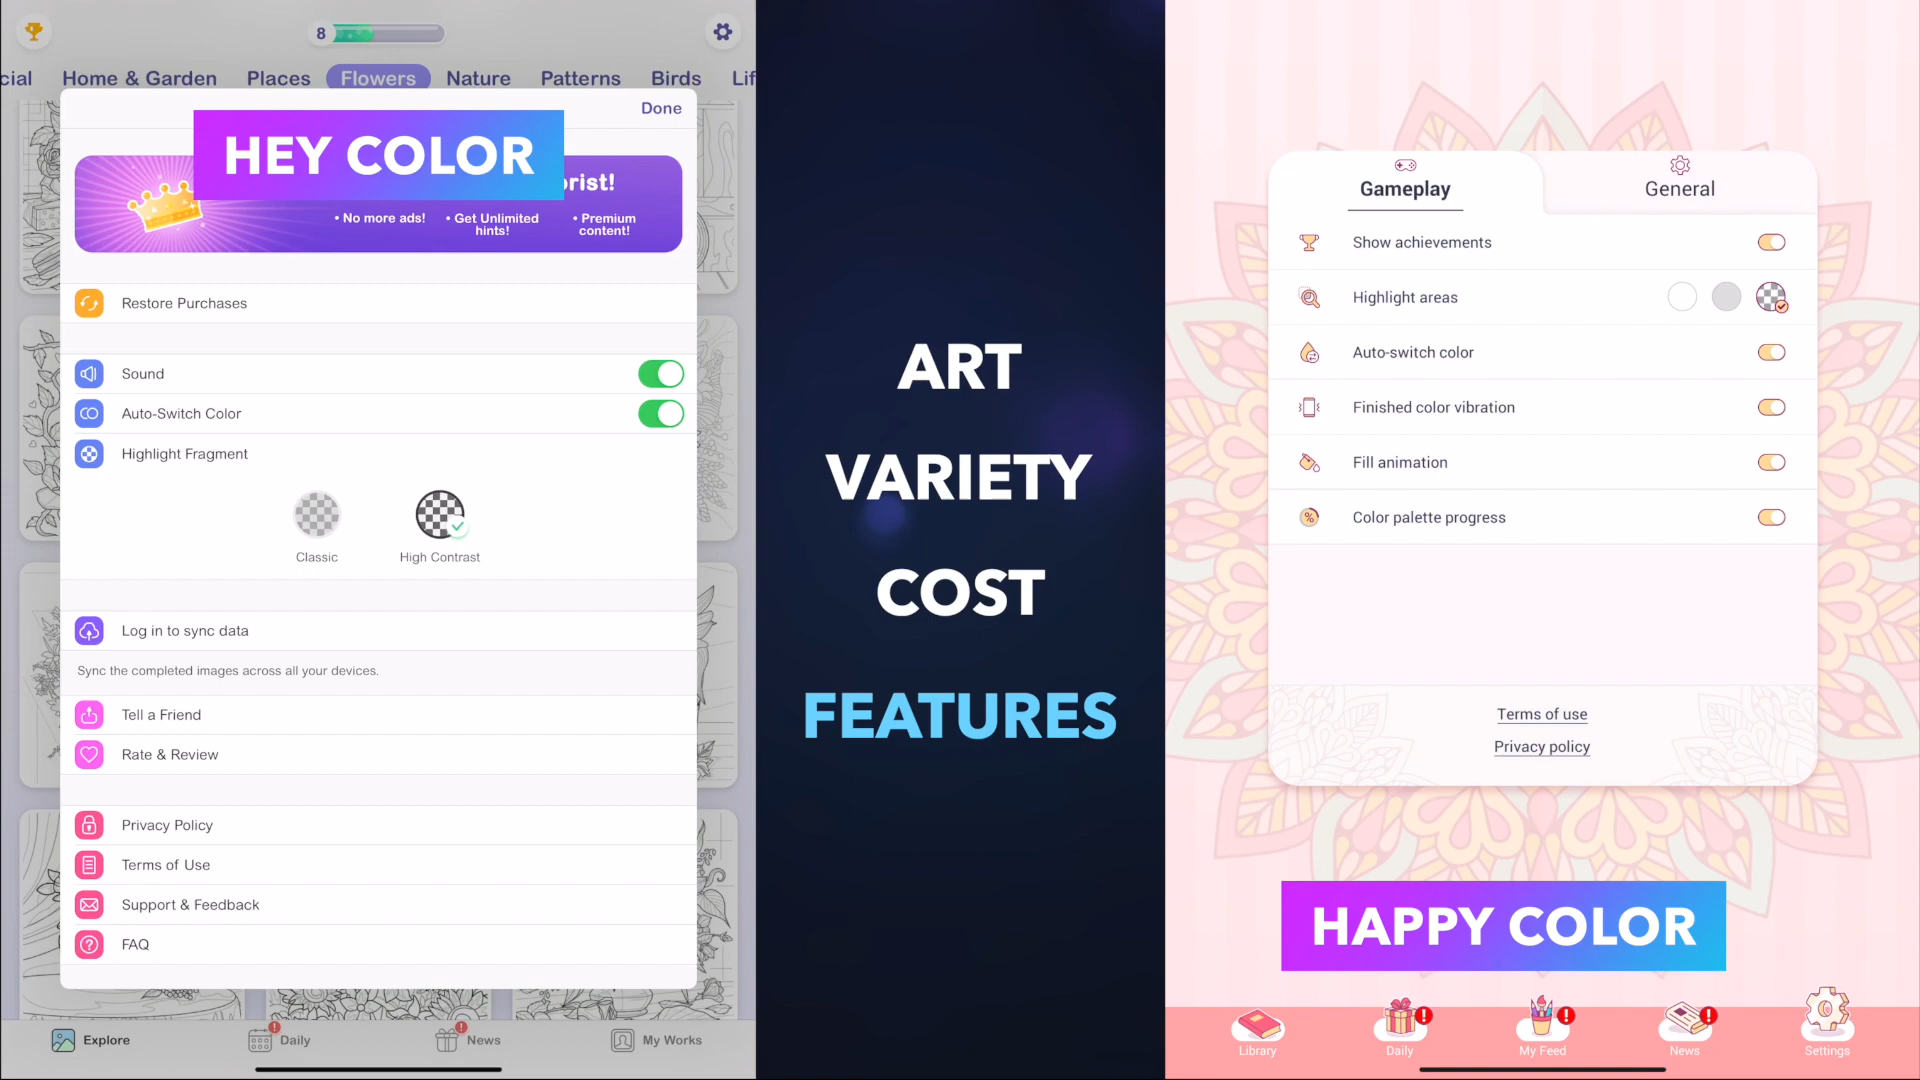 8
cial Home & Garden Places Flowers Nature Patterns Birds Lif
Done
HEY COLOR
orist!
• No more ads! • Get Unlimited hints! • Premium content!
Restore Purchases
Sound
Auto-Switch Color
Highlight Fragment
Classic High Contrast
Log in to sync data
Sync the completed images across all your devices.
Tell a Friend
Rate & Review
Privacy Policy
Terms of Use
Support & Feedback
FAQ
Explore Daily News My Works
ART
VARIETY
COST
FEATURES
Gameplay General
Show achievements
Highlight areas
Auto-switch color
Finished color vibration
Fill animation
% Color palette progress
Terms of use
Privacy policy
HAPPY COLOR
Library Daily My Feed News Settings